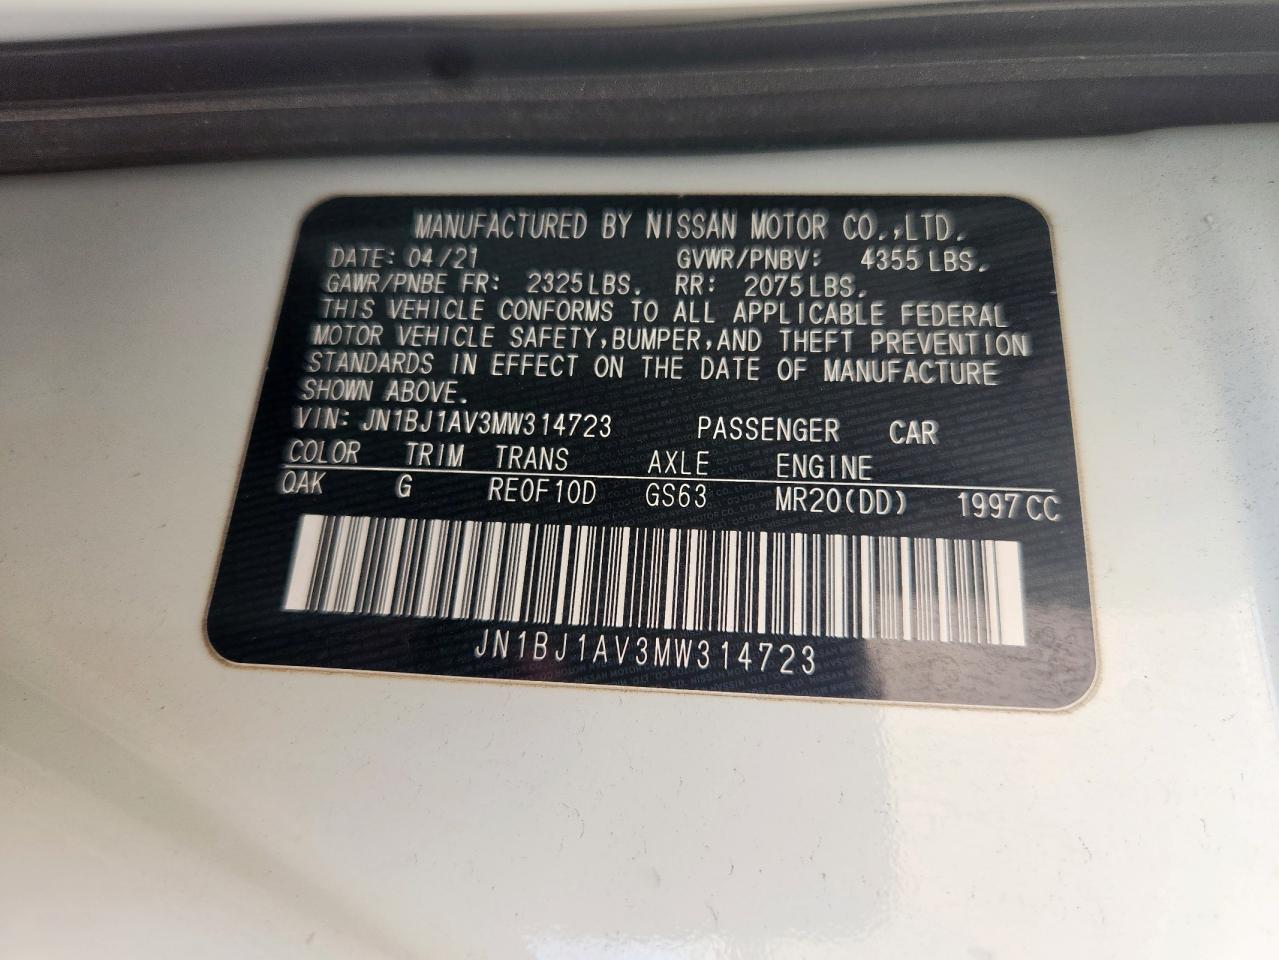 MANUFACTURED BY NISSAN MOTOR CO.,LTD.
DATE: 04/21 GVWR/PNBV: 4355 LBS.
GAWR/PNBE FR: 2325 LBS. RR: 2075 LBS.
THIS VEHICLE CONFORMS TO ALL APPLICABLE FEDERAL
MOTOR VEHICLE SAFETY,BUMPER,AND THEFT PREVENTION
STANDARDS IN EFFECT ON THE DATE OF MANUFACTURE
SHOWN ABOVE.
VIN: JN1BJ1AV3MW314723 PASSENGER CAR
COLOR TRIM TRANS AXLE ENGINE
QAK G RE0F10D GS63 MR20(DD) 1997 CC
JN1BJ1AV3MW314723